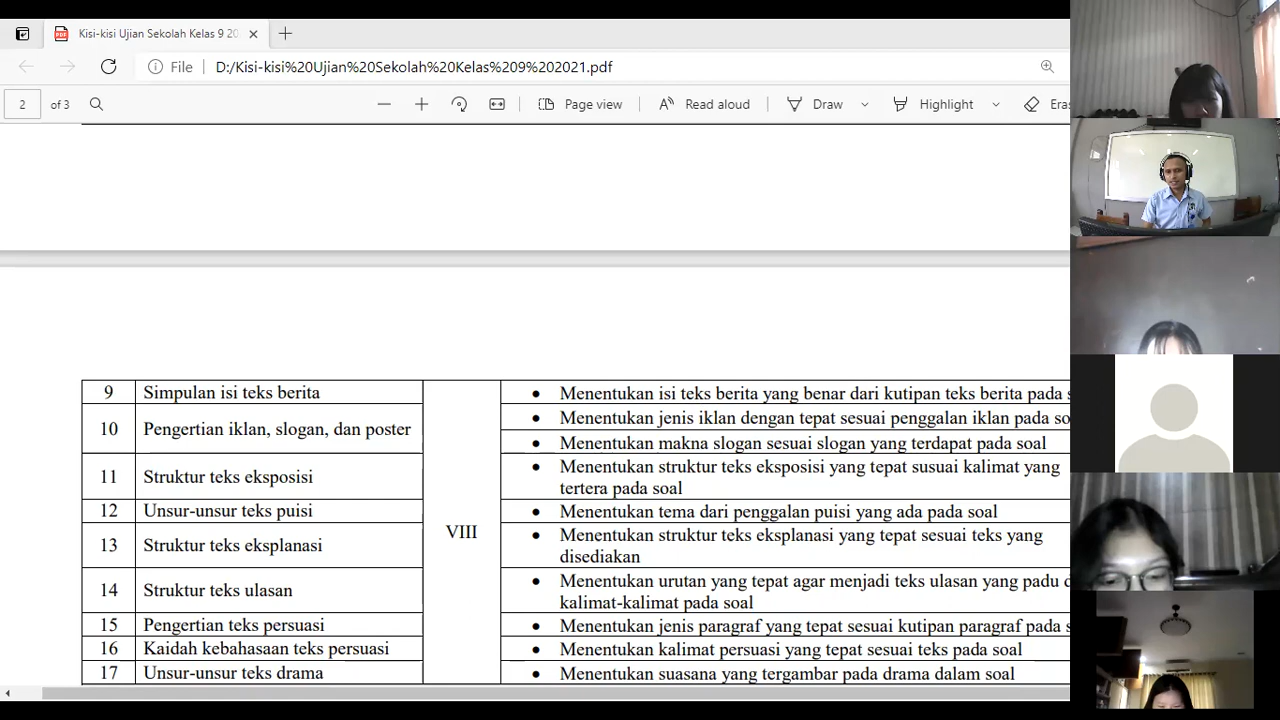 Kisi-kisi Ujian Sekolah Kelas 9 20
File D:/Kisi-kisi%20Ujian%20Sekolah%20Kelas%209%202021.pdf
2 of 3 Page view Read aloud Draw Highlight Eras
9 Simpulan isi teks berita Menentukan isi teks berita yang benar dari kutipan teks berita pada s
10 Pengertian iklan, slogan, dan poster Menentukan jenis iklan dengan tepat sesuai penggalan iklan pada so
Menentukan makna slogan sesuai slogan yang terdapat pada soal
11 Struktur teks eksposisi Menentukan struktur teks eksposisi yang tepat susuai kalimat yang
tertera pada soal
12 Unsur-unsur teks puisi Menentukan tema dari penggalan puisi yang ada pada soal
VIII
13 Struktur teks eksplanasi Menentukan struktur teks eksplanasi yang tepat sesuai teks yang
disediakan
14 Struktur teks ulasan Menentukan urutan yang tepat agar menjadi teks ulasan yang padu d
kalimat-kalimat pada soal
15 Pengertian teks persuasi Menentukan jenis paragraf yang tepat sesuai kutipan paragraf pada s
16 Kaidah kebahasaan teks persuasi Menentukan kalimat persuasi yang tepat sesuai teks pada soal
17 Unsur-unsur teks drama Menentukan suasana yang tergambar pada drama dalam soal